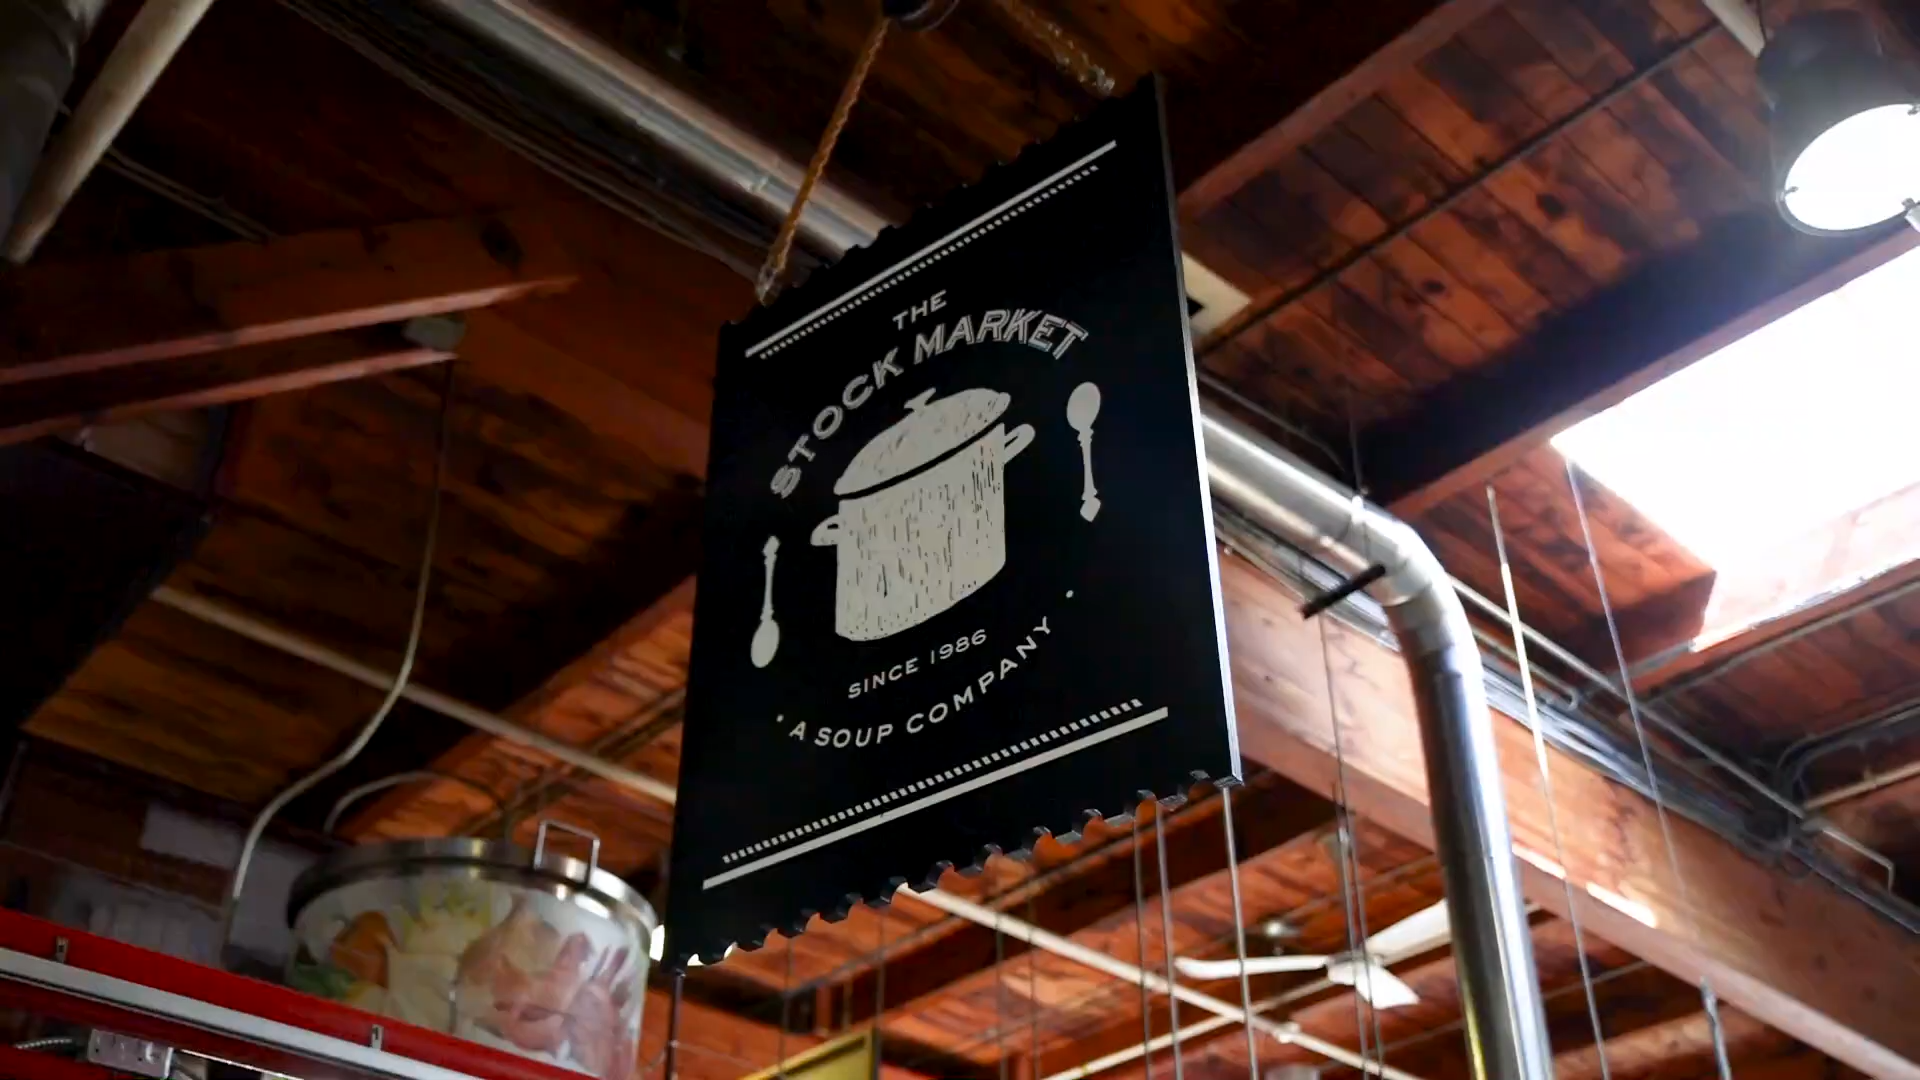 THE
STOCK MARKET
SINCE 1986
• A SOUP COMPANY •